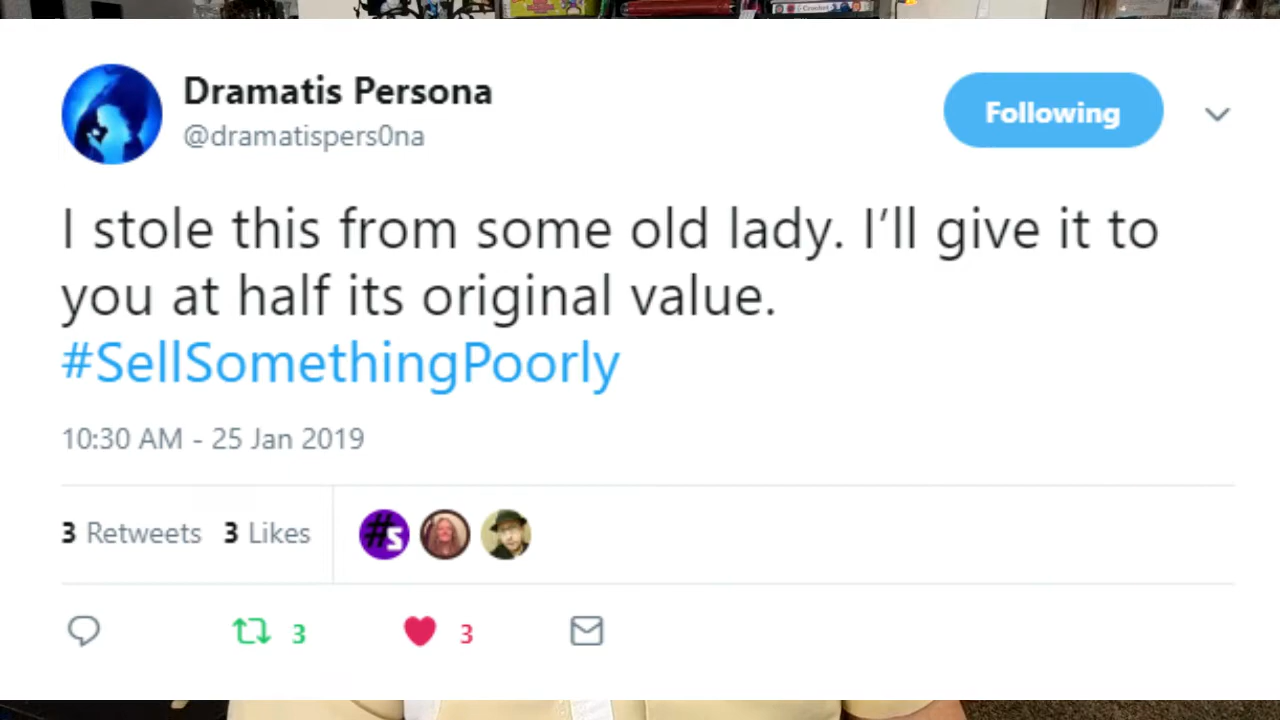 Dramatis Persona
@dramatispers0na
Following
I stole this from some old lady. I’ll give it to
you at half its original value.
#SellSomethingPoorly
10:30 AM - 25 Jan 2019
3 Retweets 3 Likes
#S
3 3